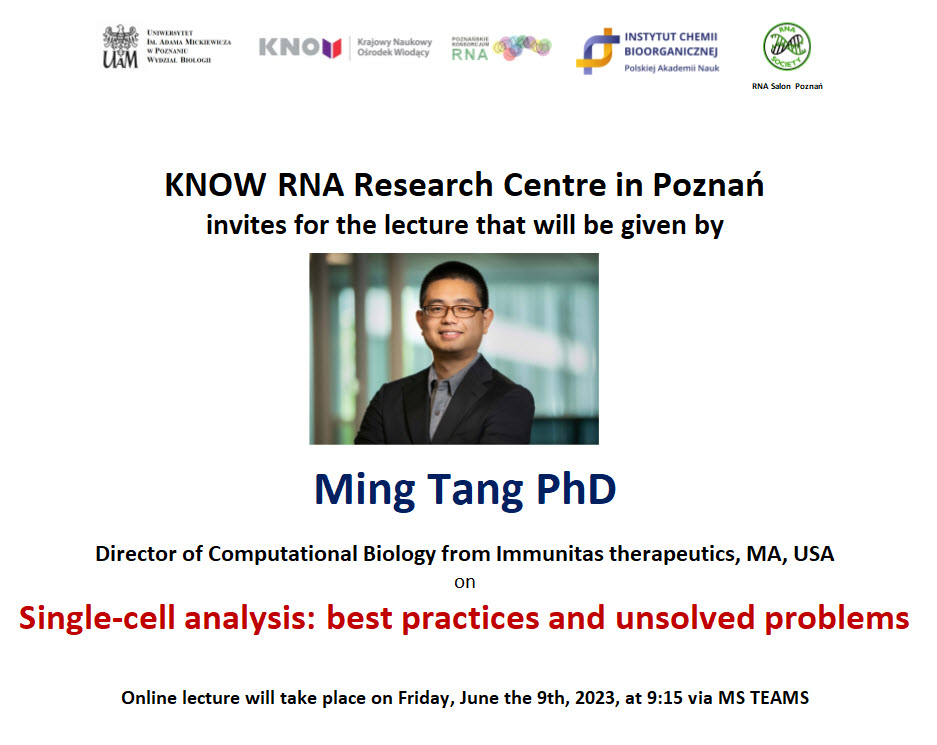 UNIWERSYTET
IM. ADAMA MICKIEWICZA
W POZNANIU
WYDZIAŁ BIOLOGII
UAM
KNOW
Krajowy Naukowy
Ośrodek Wiodący
POZNAŃSKIE
KONSORCJUM
RNA
INSTYTUT CHEMII
BIOORGANICZNEJ
Polskiej Akademii Nauk
RNA
SOCIETY
RNA Salon Poznań
KNOW RNA Research Centre in Poznań
invites for the lecture that will be given by
Ming Tang PhD
Director of Computational Biology from Immunitas therapeutics, MA, USA
on
Single-cell analysis: best practices and unsolved problems
Online lecture will take place on Friday, June the 9th, 2023, at 9:15 via MS TEAMS